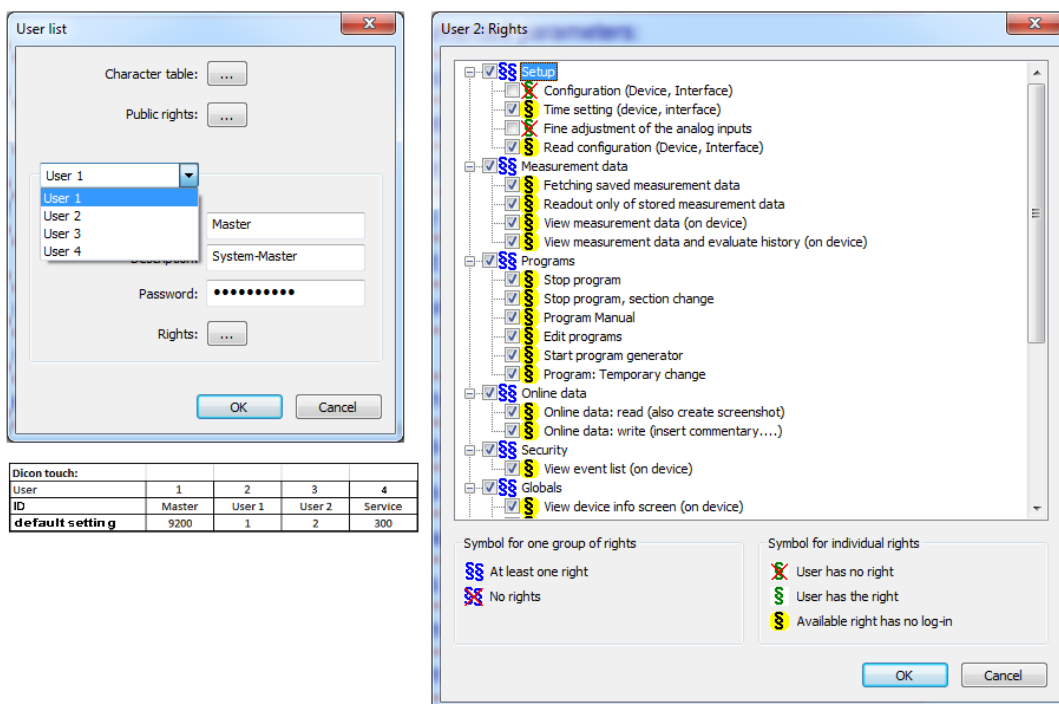 User list
Character table: ...
Public rights: ...
User 1
User 1
User 2
User 3
User 4
Master
Description: System-Master
Password: ••••••••••
Rights: ...
OK Cancel
Dicon touch:
User 1 2 3 4
ID Master User 1 User 2 Service
default setting 9200 1 2 300
User 2: Rights
parameters:
§§ Setup
§ Configuration (Device, Interface)
§ Time setting (device, interface)
§ Fine adjustment of the analog inputs
§ Read configuration (Device, Interface)
§§ Measurement data
§ Fetching saved measurement data
§ Readout only of stored measurement data
§ View measurement data (on device)
§ View measurement data and evaluate history (on device)
§§ Programs
§ Stop program
§ Stop program, section change
§ Program Manual
§ Edit programs
§ Start program generator
§ Program: Temporary change
§§ Online data
§ Online data: read (also create screenshot)
§ Online data: write (insert commentary....)
§§ Security
§ View event list (on device)
§§ Globals
§ View device info screen (on device)
Symbol for one group of rights
§§ At least one right
§§ No rights
Symbol for individual rights
§ User has no right
§ User has the right
§ Available right has no log-in
OK Cancel